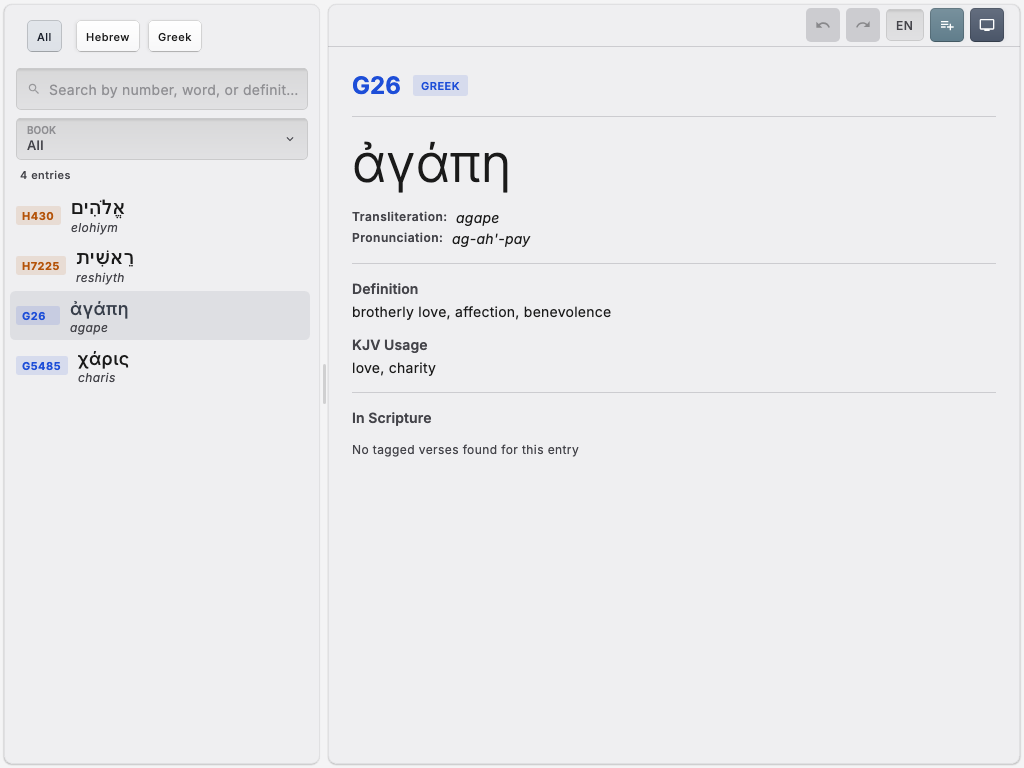 All
Hebrew
Greek
Search by number, word, or definit...
BOOK
All
4 entries
H430
אֱלֹהִים
elohiym
H7225
רֵאשִׁית
reshiyth
G26
ἀγάπη
agape
G5485
χάρις
charis
EN
G26
GREEK
ἀγάπη
Transliteration: agape
Pronunciation: ag-ah'-pay
Definition
brotherly love, affection, benevolence
KJV Usage
love, charity
In Scripture
No tagged verses found for this entry